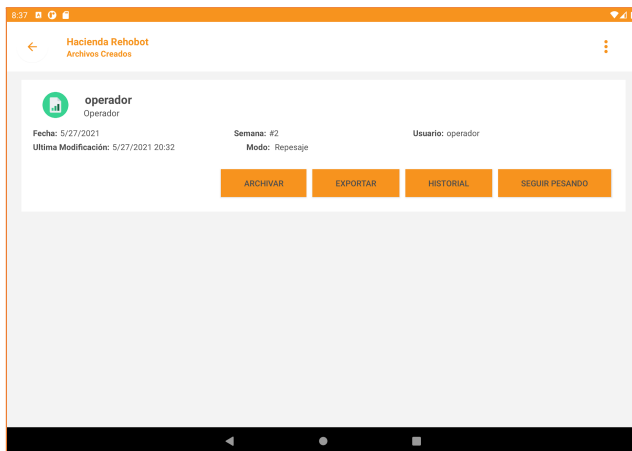 8:37
Hacienda Rehobot
Archivos Creados
operador
Operador
Fecha: 5/27/2021 Semana: #2 Usuario: operador
Ultima Modificación: 5/27/2021 20:32 Modo: Repesaje
ARCHIVAR EXPORTAR HISTORIAL SEGUIR PESANDO